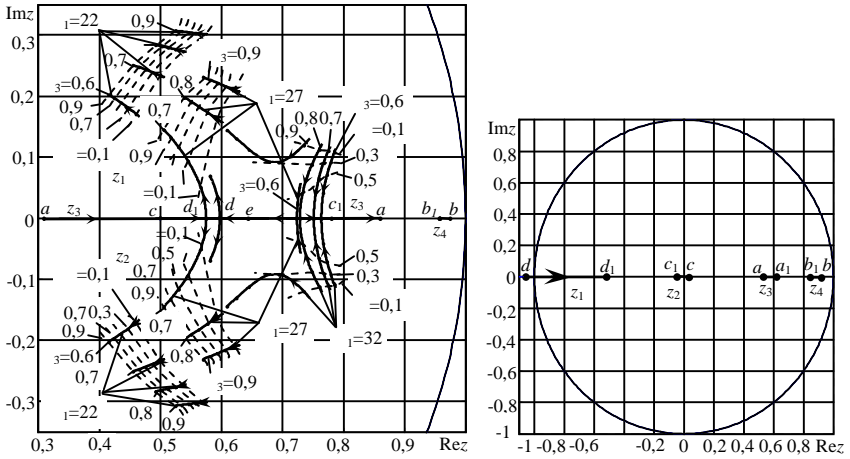 Imz
₁=22
0,9
0,3
₃=0,9
0,7
0,8
₃=0,6
0,9
0,7
0,7
₁=27
₃=0,6
0,2
0,8 0,7
0,9
=0,1
0,1
=0,1
0,9
0,3
z₁
=0,1
₃=0,6
0,5
a
z₃
c
d₁
d
e
c₁
z₃
a
b₁
b
z₄
0
=0,1
z₂
0,5
0,5
0,3
-0,1
=0,1
0,7
0,9
=0,1
0,7 0,3
0,9
0,7
₁=27
₁=32
-0,2
₃=0,6
0,8
0,7
₃=0,9
-0,3
₁=22
0,8
0,9
0,3
0,4
0,5
0,6
0,7
0,8
0,9
Rez
Imz
0,8
0,6
0,4
0,2
0
-0,2
-0,4
-0,6
-0,8
-1
d
d₁
c₁
c
a
a₁
b₁
b
z₁
z₂
z₃
z₄
-1
-0,8
-0,6
-0,2
0
0,2
0,4
0,6
0,8
Rez